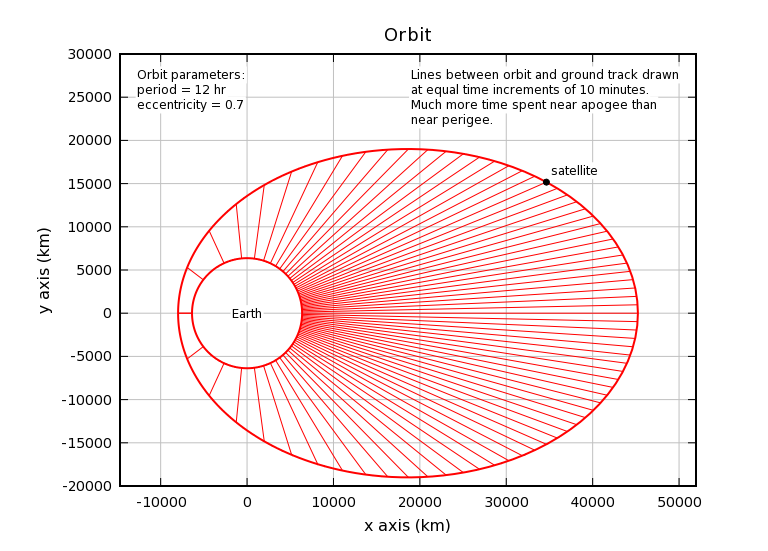 Orbit
Orbit parameters:
period = 12 hr
eccentricity = 0.7
Lines between orbit and ground track drawn
at equal time increments of 10 minutes.
Much more time spent near apogee than
near perigee.
satellite
Earth
y axis (km)
30000
25000
20000
15000
10000
5000
0
-5000
-10000
-15000
-20000
-10000
0
10000
20000
30000
40000
50000
x axis (km)